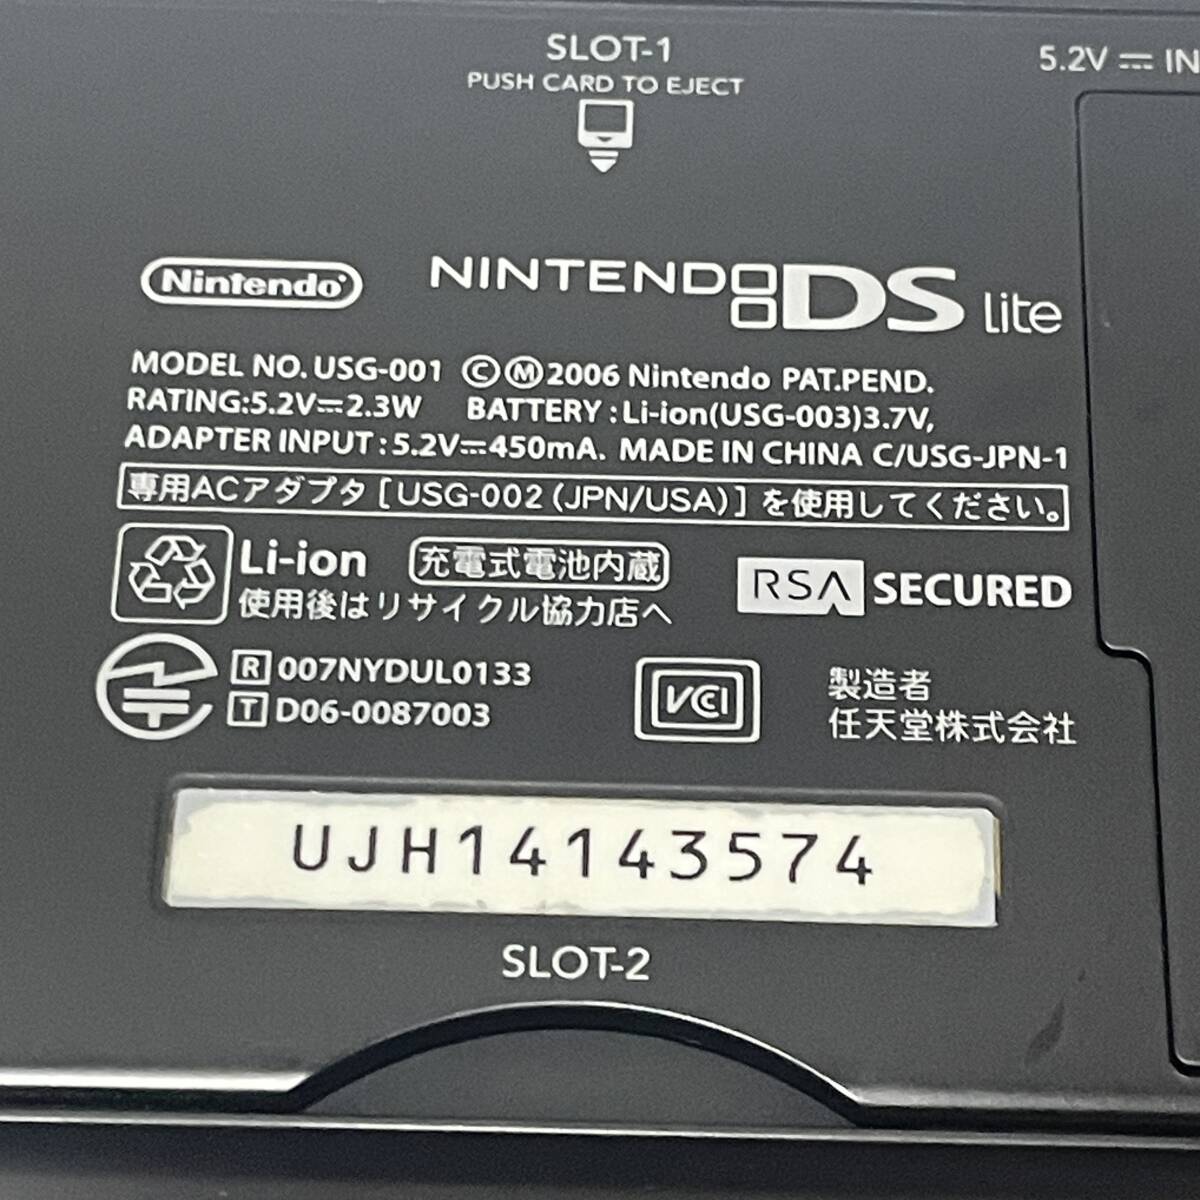 SLOT-1
PUSH CARD TO EJECT
5.2V⎓IN
Nintendo
NINTENDO DS Lite
MODEL NO. USG-001 ⒸⓂ2006 Nintendo PAT.PEND.
RATING:5.2V⎓2.3W BATTERY:Li-ion(USG-003)3.7V,
ADAPTER INPUT:5.2V⎓450mA. MADE IN CHINA C/USG-JPN-1
専用ACアダプタ[USG-002(JPN/USA)]を使用してください。
Li-ion 充電式電池内蔵
使用後はリサイクル協力店へ
RSA SECURED
R 007NYDUL0133
T D06-0087003
VCI
製造者
任天堂株式会社
UJH14143574
SLOT-2